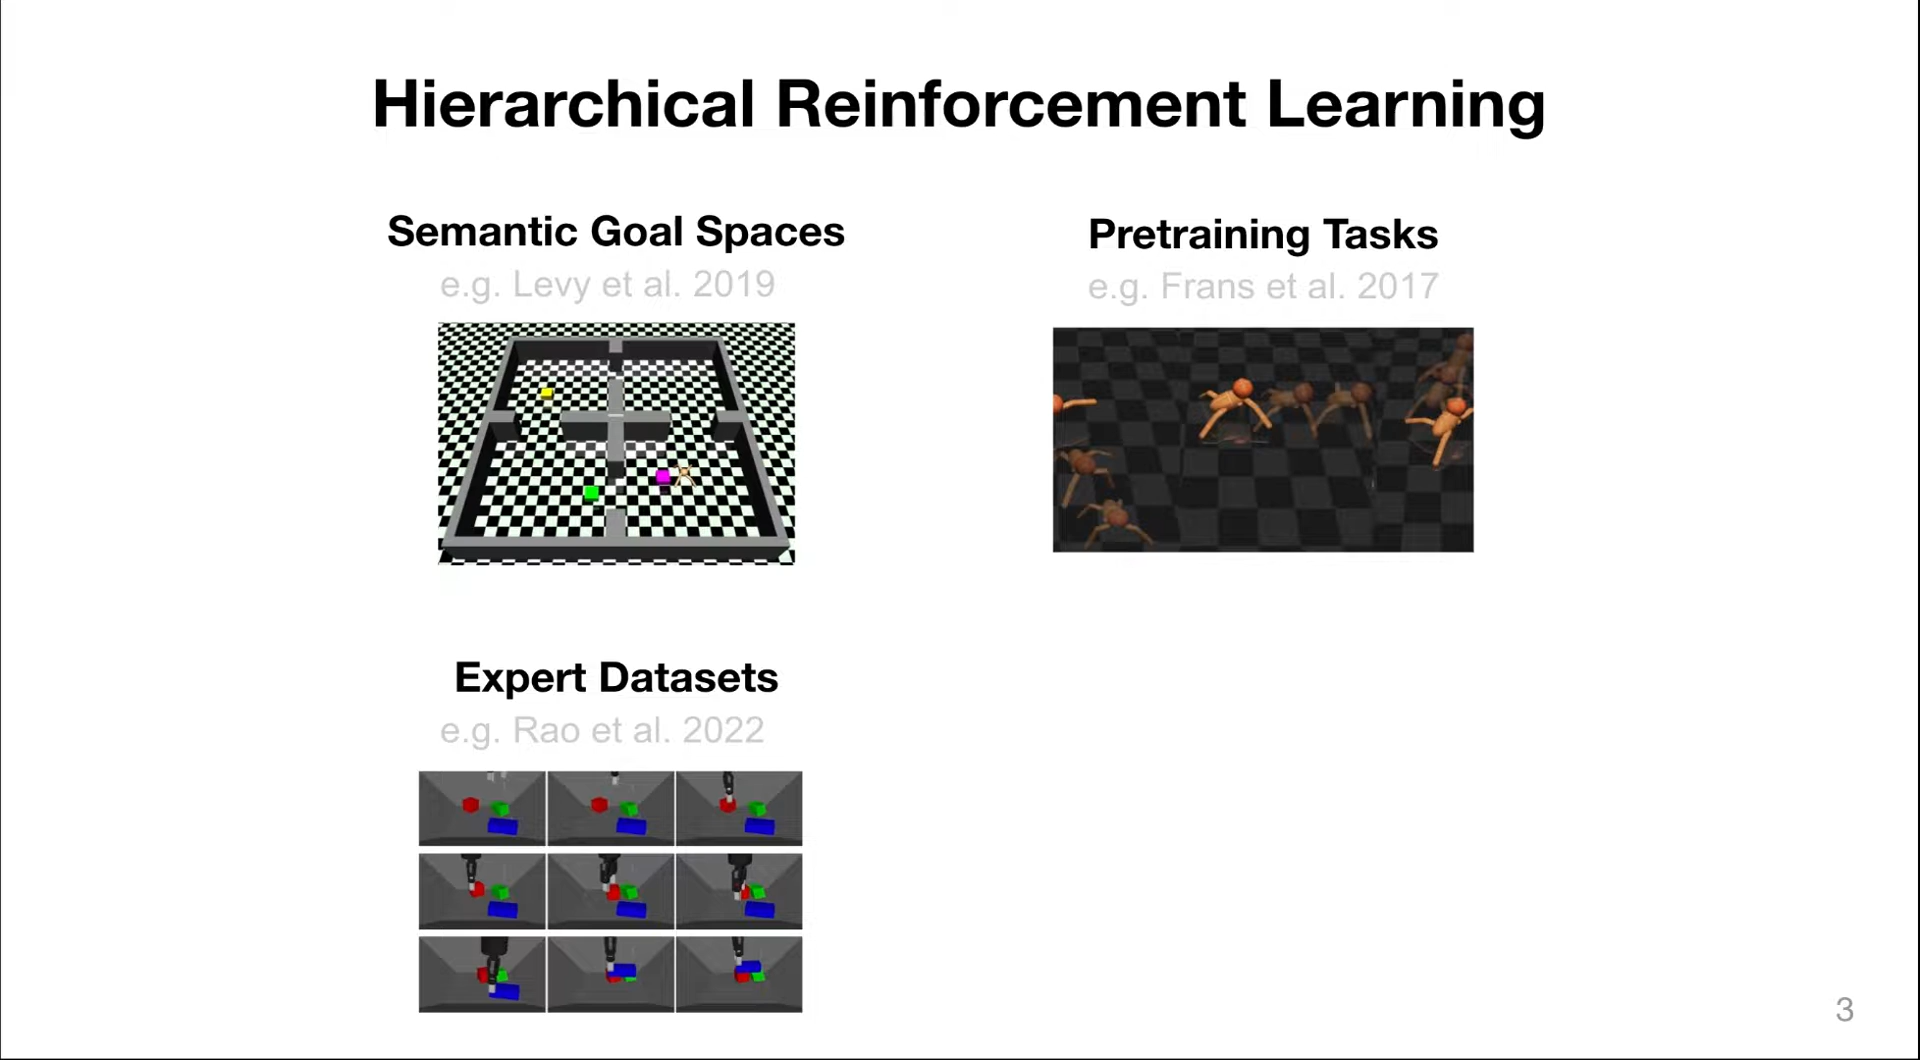 Hierarchical Reinforcement Learning
Semantic Goal Spaces
e.g. Levy et al. 2019
Pretraining Tasks
e.g. Frans et al. 2017
Expert Datasets
e.g. Rao et al. 2022
3